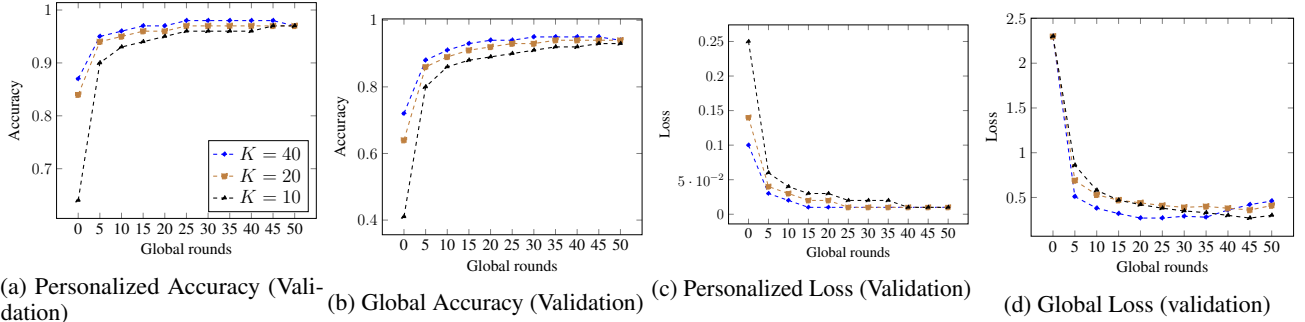 1
0.9
0.8
0.7
Accuracy
0 5 10 15 20 25 30 35 40 45 50
Global rounds
K = 40
K = 20
K = 10
(a) Personalized Accuracy (Vali-
dation)
1
0.8
0.6
0.4
Accuracy
0 5 10 15 20 25 30 35 40 45 50
Global rounds
(b) Global Accuracy (Validation)
0.25
0.2
0.15
0.1
5 · 10⁻²
0
Loss
0 5 10 15 20 25 30 35 40 45 50
Global rounds
(c) Personalized Loss (Validation)
2.5
2
1.5
1
0.5
0
Loss
0 5 10 15 20 25 30 35 40 45 50
Global rounds
(d) Global Loss (validation)